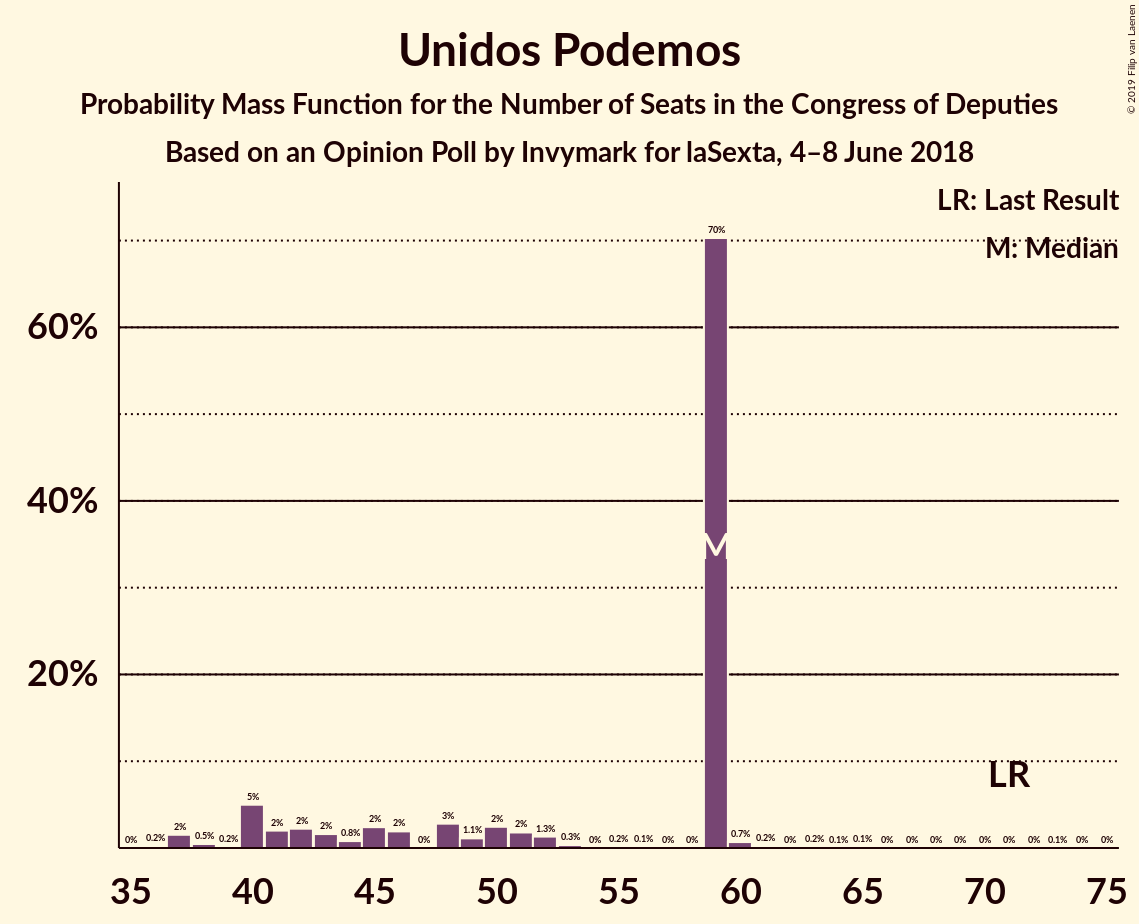 Unidos Podemos
Probability Mass Function for the Number of Seats in the Congress of Deputies
Based on an Opinion Poll by Invymark for laSexta, 4–8 June 2018
© 2019 Filip van Laenen
LR: Last Result
M: Median
60%
40%
20%
0% 0.2% 2% 0.5% 0.2% 5% 2% 2% 2% 0.8% 2% 2% 0% 3% 1.1% 2% 2% 1.3% 0.3% 0% 0.2% 0.1% 0% 0% 70% 0.7% 0.2% 0% 0.2% 0.1% 0.1% 0% 0% 0% 0% 0% 0% 0% 0.1% 0% 0%
M
LR
35 40 45 50 55 60 65 70 75